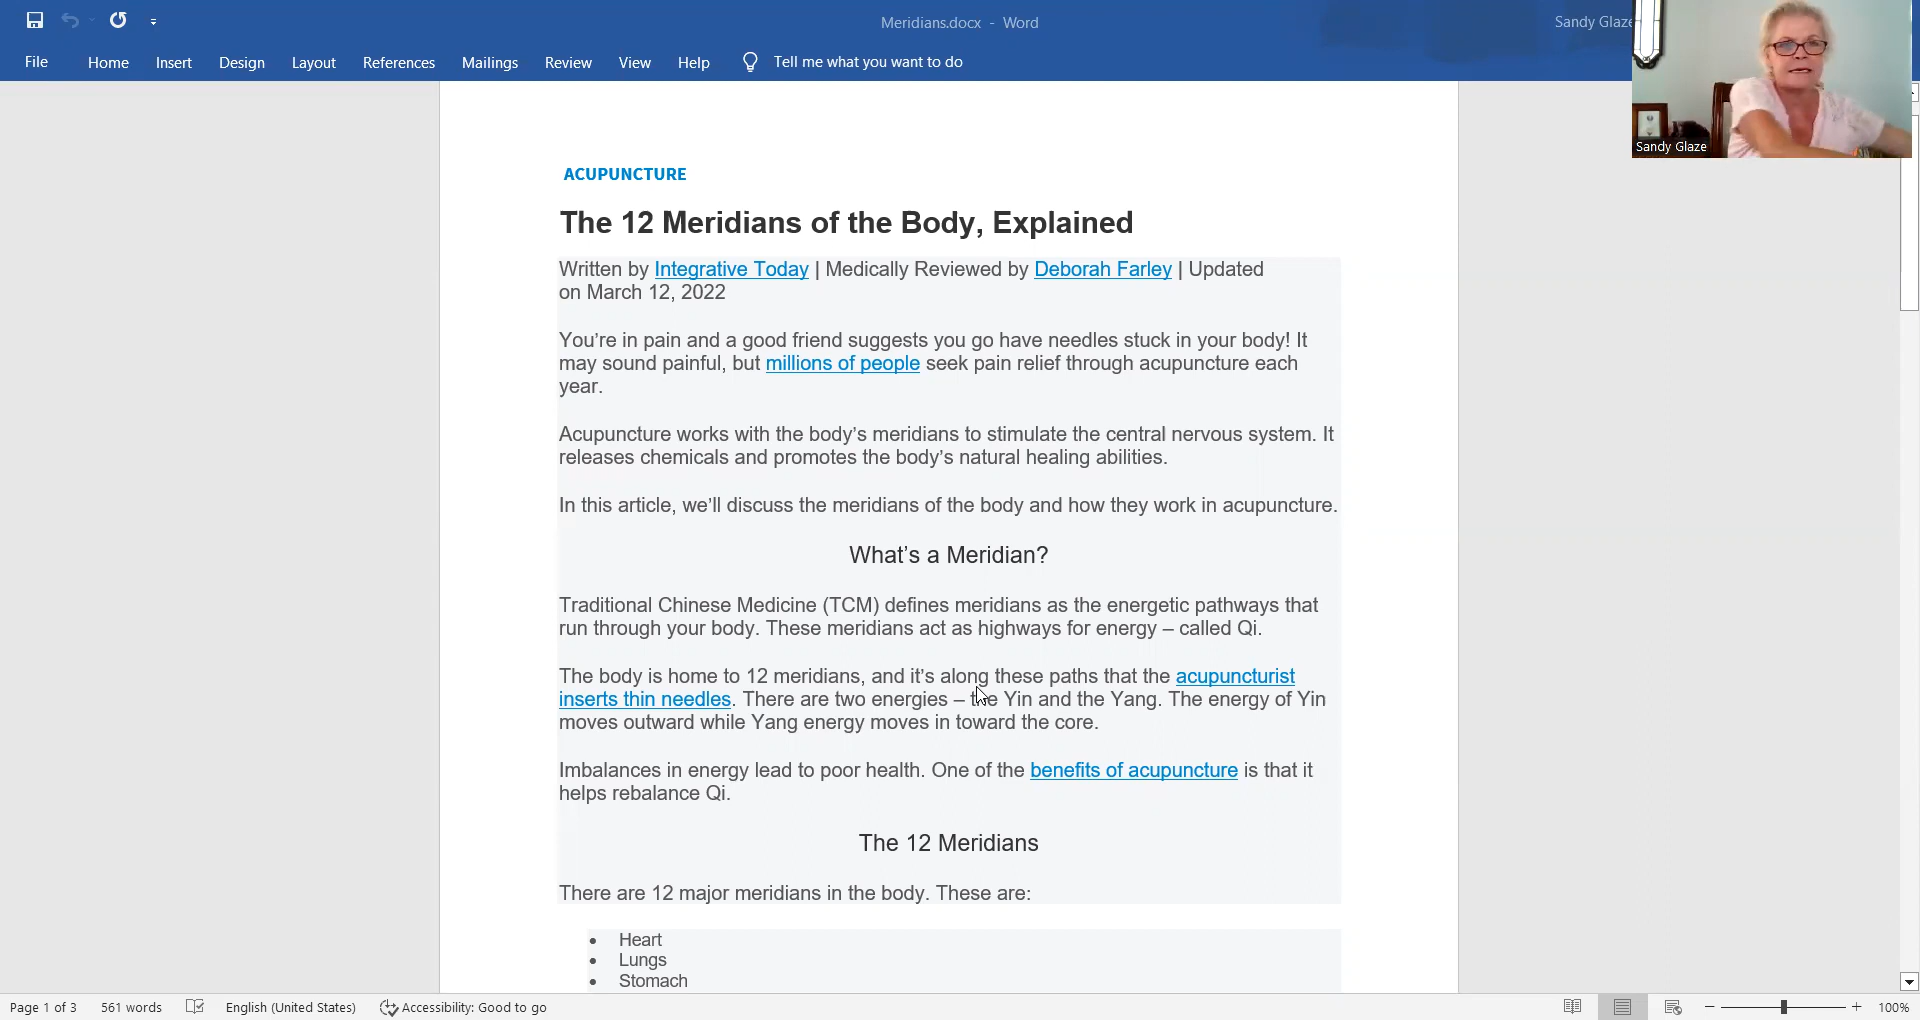 Meridians.docx - Word
Sandy Glaze
File Home Insert Design Layout References Mailings Review View Help Tell me what you want to do
Sandy Glaze
ACUPUNCTURE
The 12 Meridians of the Body, Explained
Written by Integrative Today | Medically Reviewed by Deborah Farley | Updated
on March 12, 2022
You’re in pain and a good friend suggests you go have needles stuck in your body! It
may sound painful, but millions of people seek pain relief through acupuncture each
year.
Acupuncture works with the body’s meridians to stimulate the central nervous system. It
releases chemicals and promotes the body’s natural healing abilities.
In this article, we’ll discuss the meridians of the body and how they work in acupuncture.
What’s a Meridian?
Traditional Chinese Medicine (TCM) defines meridians as the energetic pathways that
run through your body. These meridians act as highways for energy – called Qi.
The body is home to 12 meridians, and it’s along these paths that the acupuncturist
inserts thin needles. There are two energies – the Yin and the Yang. The energy of Yin
moves outward while Yang energy moves in toward the core.
Imbalances in energy lead to poor health. One of the benefits of acupuncture is that it
helps rebalance Qi.
The 12 Meridians
There are 12 major meridians in the body. These are:
• Heart
• Lungs
• Stomach
Page 1 of 3 561 words English (United States) Accessibility: Good to go 100%